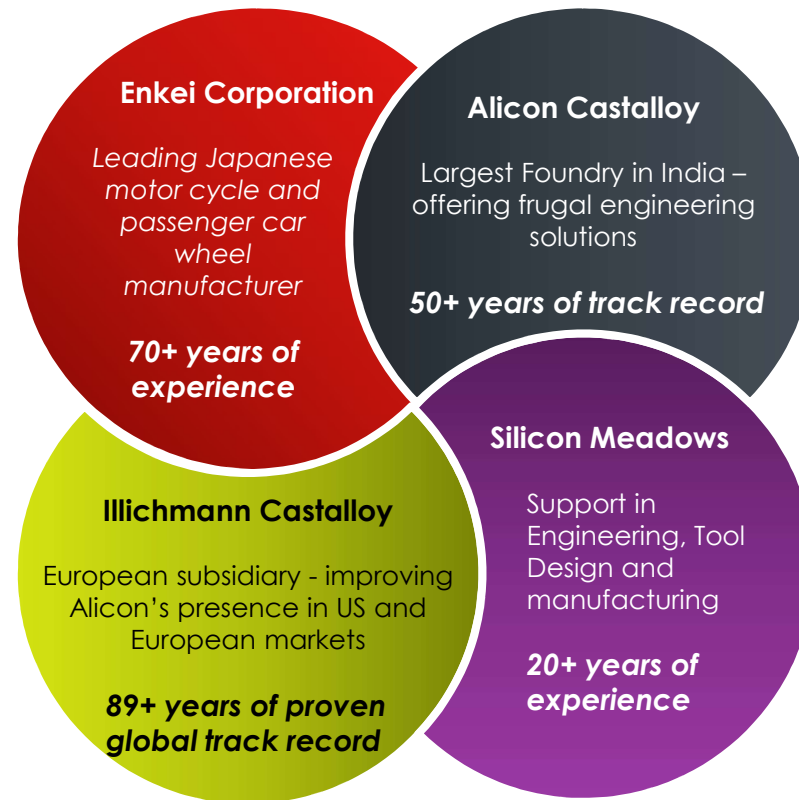 Enkei Corporation
Leading Japanese
motor cycle and
passenger car
wheel
manufacturer
70+ years of
experience
Alicon Castalloy
Largest Foundry in India –
offering frugal engineering
solutions
50+ years of track record
Illichmann Castalloy
European subsidiary - improving
Alicon’s presence in US and
European markets
89+ years of proven
global track record
Silicon Meadows
Support in
Engineering, Tool
Design and
manufacturing
20+ years of
experience